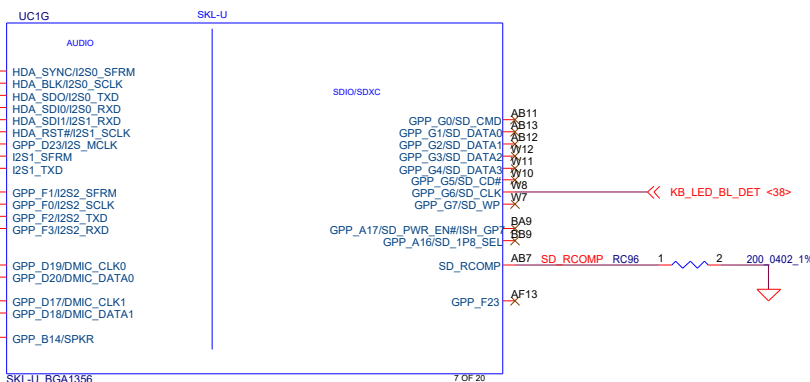 UC1G
SKL-U
AUDIO
HDA_SYNC/I2S0_SFRM
HDA_BLK/I2S0_SCLK
HDA_SDO/I2S0_TXD
HDA_SDI0/I2S0_RXD
HDA_SDI1/I2S1_RXD
HDA_RST#/I2S1_SCLK
GPP_D23/I2S_MCLK
I2S1_SFRM
I2S1_TXD
GPP_F1/I2S2_SFRM
GPP_F0/I2S2_SCLK
GPP_F2/I2S2_TXD
GPP_F3/I2S2_RXD
GPP_D19/DMIC_CLK0
GPP_D20/DMIC_DATA0
GPP_D17/DMIC_CLK1
GPP_D18/DMIC_DATA1
GPP_B14/SPKR
SDIO/SDXC
GPP_G0/SD_CMD AB11
GPP_G1/SD_DATA0 AB13
GPP_G2/SD_DATA1 AB12
GPP_G3/SD_DATA2 W12
GPP_G4/SD_DATA3 W11
GPP_G5/SD_CD# W10
GPP_G6/SD_CLK W8 KB_LED_BL_DET <38>
GPP_G7/SD_WP W7
GPP_A17/SD_PWR_EN#/ISH_GP7 BA9
GPP_A16/SD_1P8_SEL BB9
SD_RCOMP AB7 SD_RCOMP RC96 1 2 200_0402_1%
GPP_F23 AF13
SKL-U_BGA1356
7 OF 20